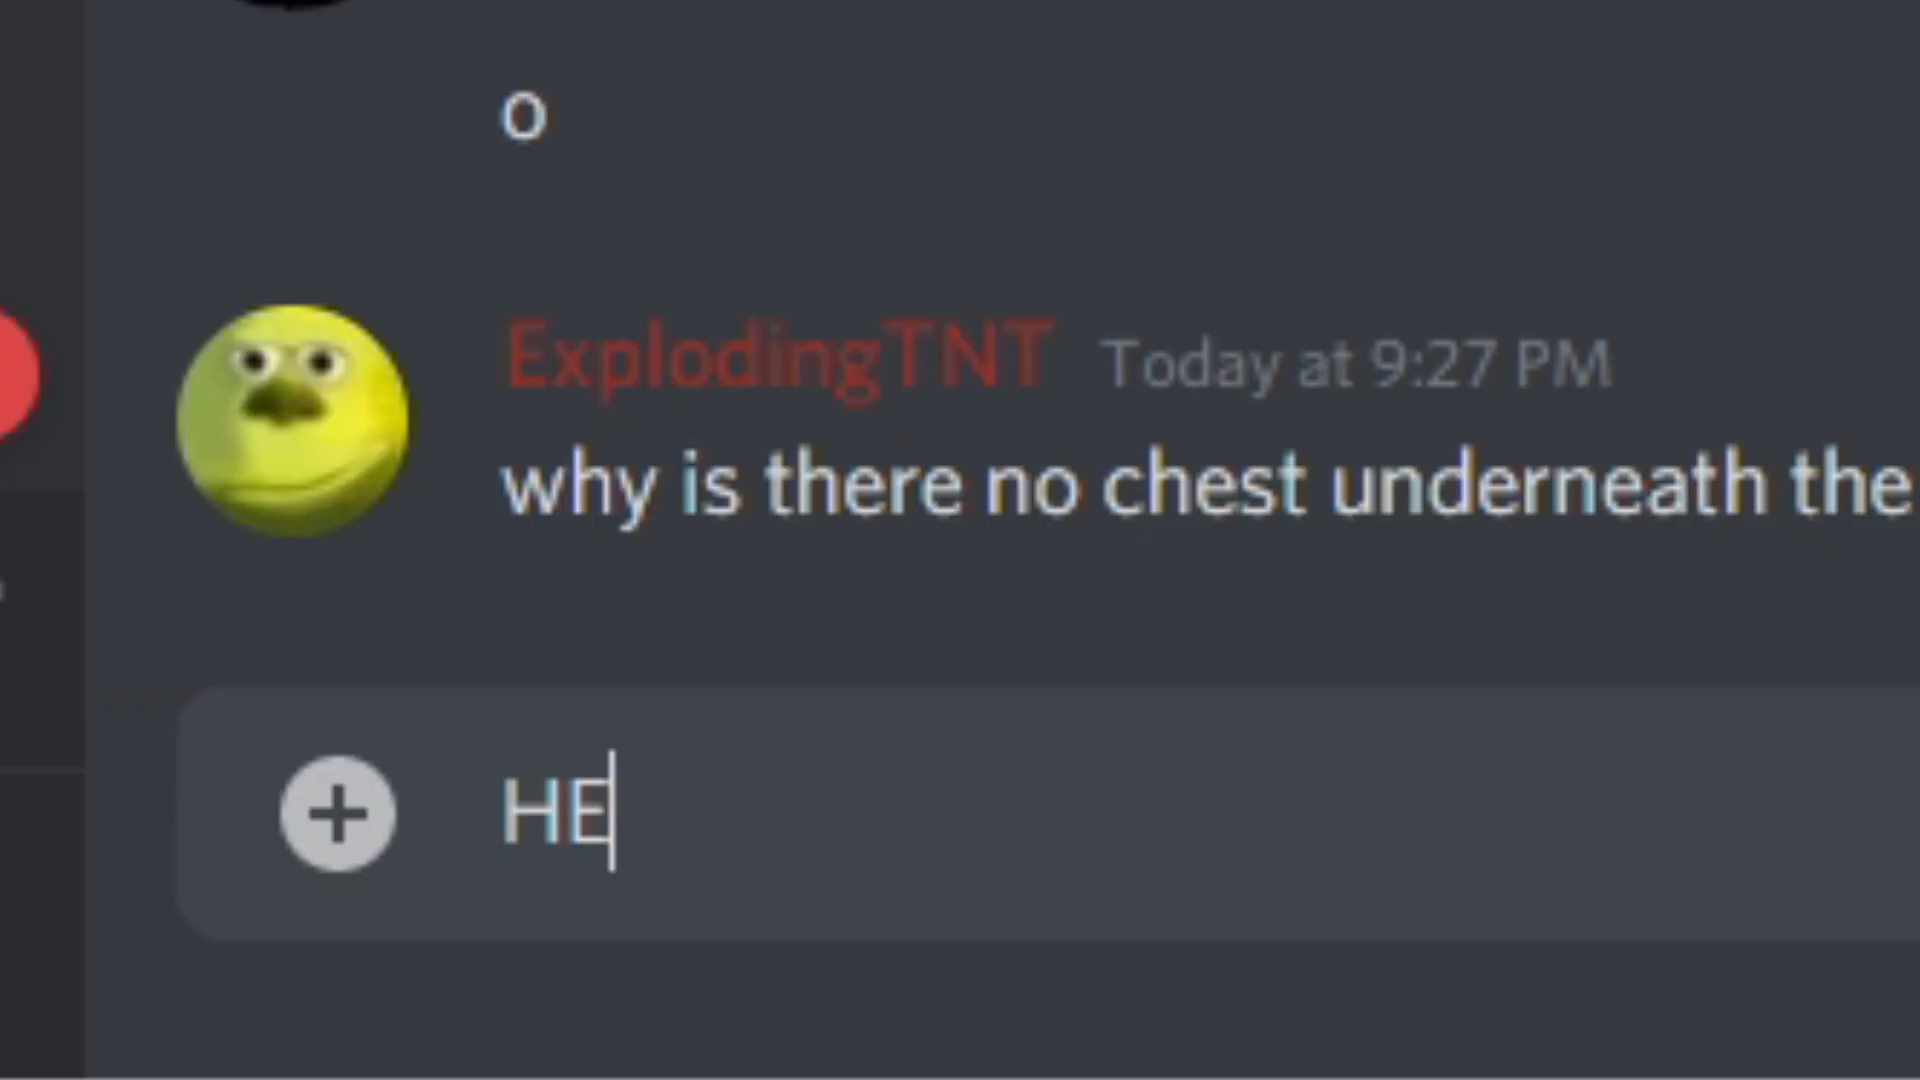 o
ExplodingTNT Today at 9:27 PM
why is there no chest underneath the
HE